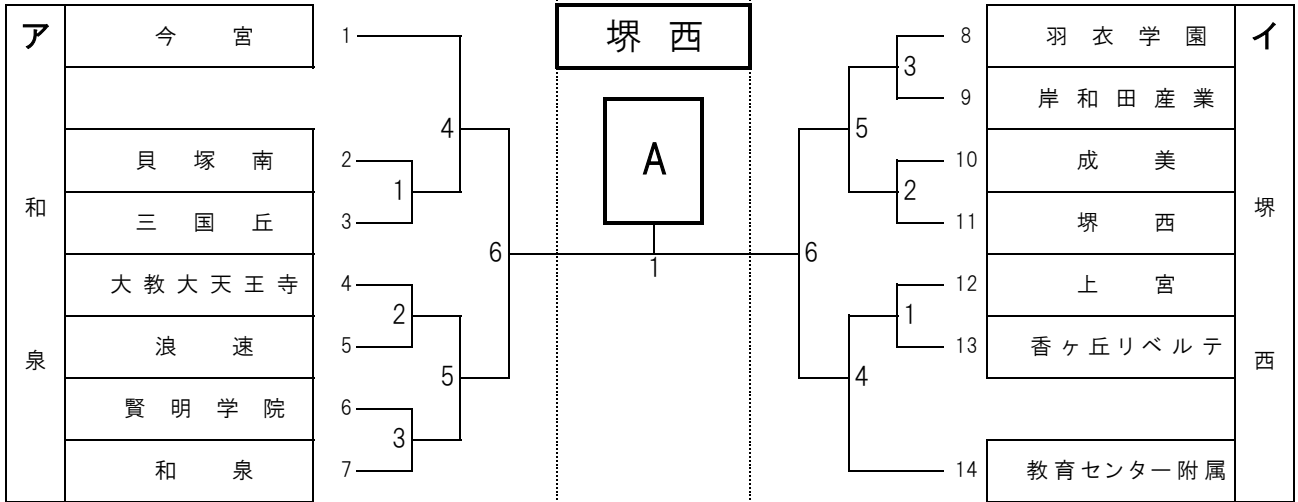 ア 和 泉
今宮 1
貝塚南 2
三国丘 3
大教大天王寺 4
浪速 5
賢明学院 6
和泉 7
4
1
6
2
5
3
堺西
A
1
3
5
2
6
1
4
8 羽衣学園
9 岸和田産業
10 成美
11 堺西
12 上宮
13 香ヶ丘リベルテ
14 教育センター附属
イ 堺 西